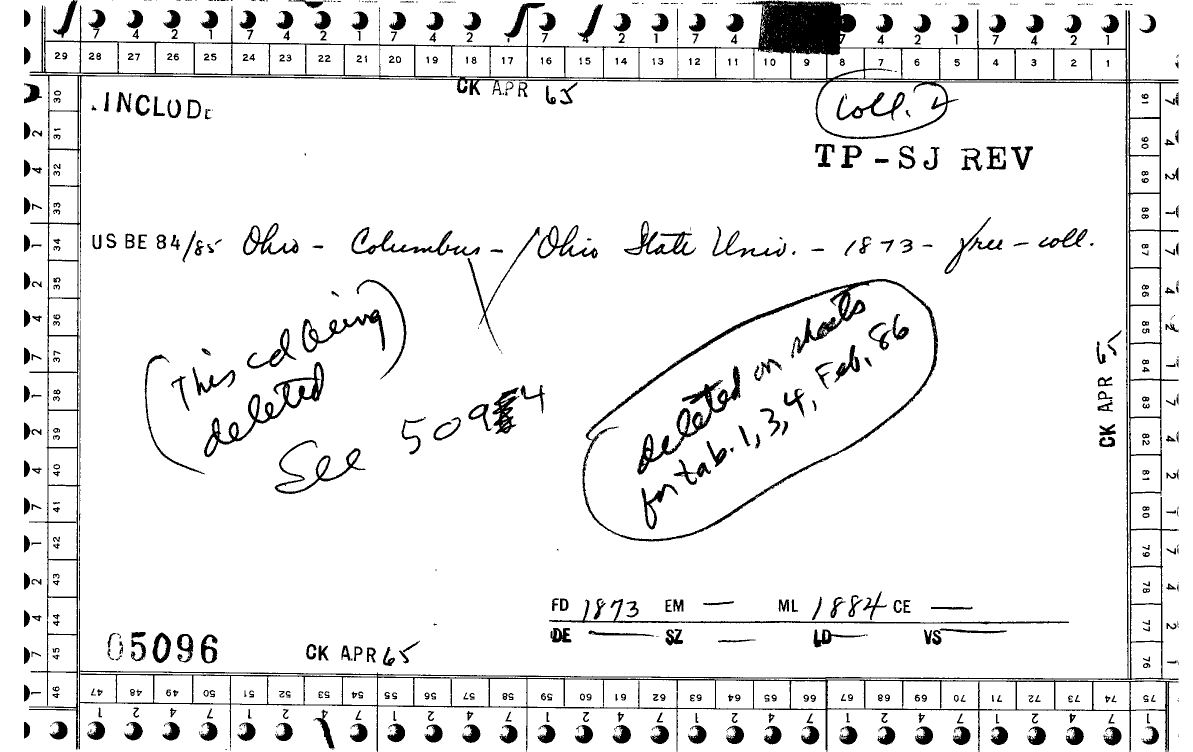 7 4 2 1 7 4 2 1 7 4 2 7 2 1 7 4 7 4 2 1 7 4 2 1
29 28 27 26 25 24 23 22 21 20 19 18 17 16 15 14 13 12 11 10 9 8 7 6 5 4 3 2 1
CK APR 65
.INCLUDE
coll.
TP-SJ REV
US BE 84/85 Ohio - Columbus - / Ohio State Univ. - 1873 - free - coll.
(This cd being
deleted)
See 5094
deleted on sheets
for tab. 1, 3, 4, Feb, 86
CK APR 65
FD 1873 EM — ML 1884 CE —
DE — SZ — LD — VS —
05096
CK APR 65
30 31 32 33 34 35 36 37 38 39 40 41 42 43 44 45 46
91 90 89 88 87 86 85 84 83 82 81 80 79 78 77 76
47 48 49 50 51 52 53 54 55 56 57 58 59 60 61 62 63 64 65 66 67 68 69 70 71 72 73 74 75
1 2 4 7 1 2 4 7 1 2 4 7 1 2 4 7 1 2 4 7 1 2 4 7 1 2 4 7